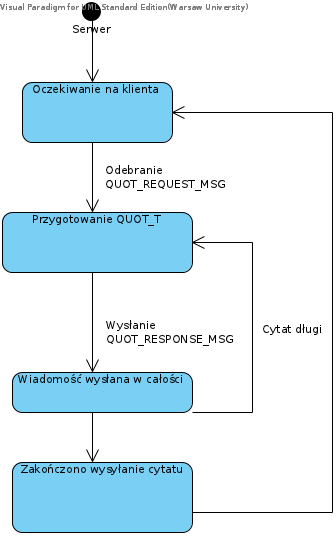 Visual Paradigm for UML Standard Edition(Warsaw University)
Serwer
Oczekiwanie na klienta
Odebranie
QUOT_REQUEST_MSG
Przygotowanie QUOT_T
Wysłanie
QUOT_RESPONSE_MSG
Cytat długi
Wiadomość wysłana w całości
Zakończono wysyłanie cytatu